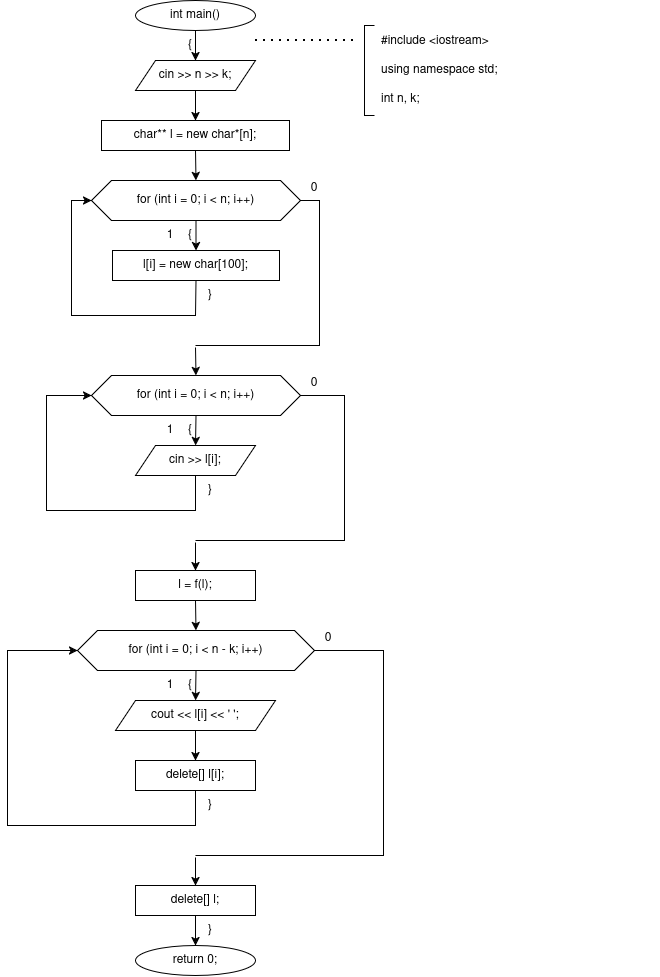 int main()
{
#include <iostream>
using namespace std;
int n, k;
cin >> n >> k;
char** l = new char*[n];
for (int i = 0; i < n; i++)
0
1 {
l[i] = new char[100];
}
for (int i = 0; i < n; i++)
0
1 {
cin >> l[i];
}
l = f(l);
for (int i = 0; i < n - k; i++)
0
1 {
cout << l[i] << ' ';
delete[] l[i];
}
delete[] l;
}
return 0;